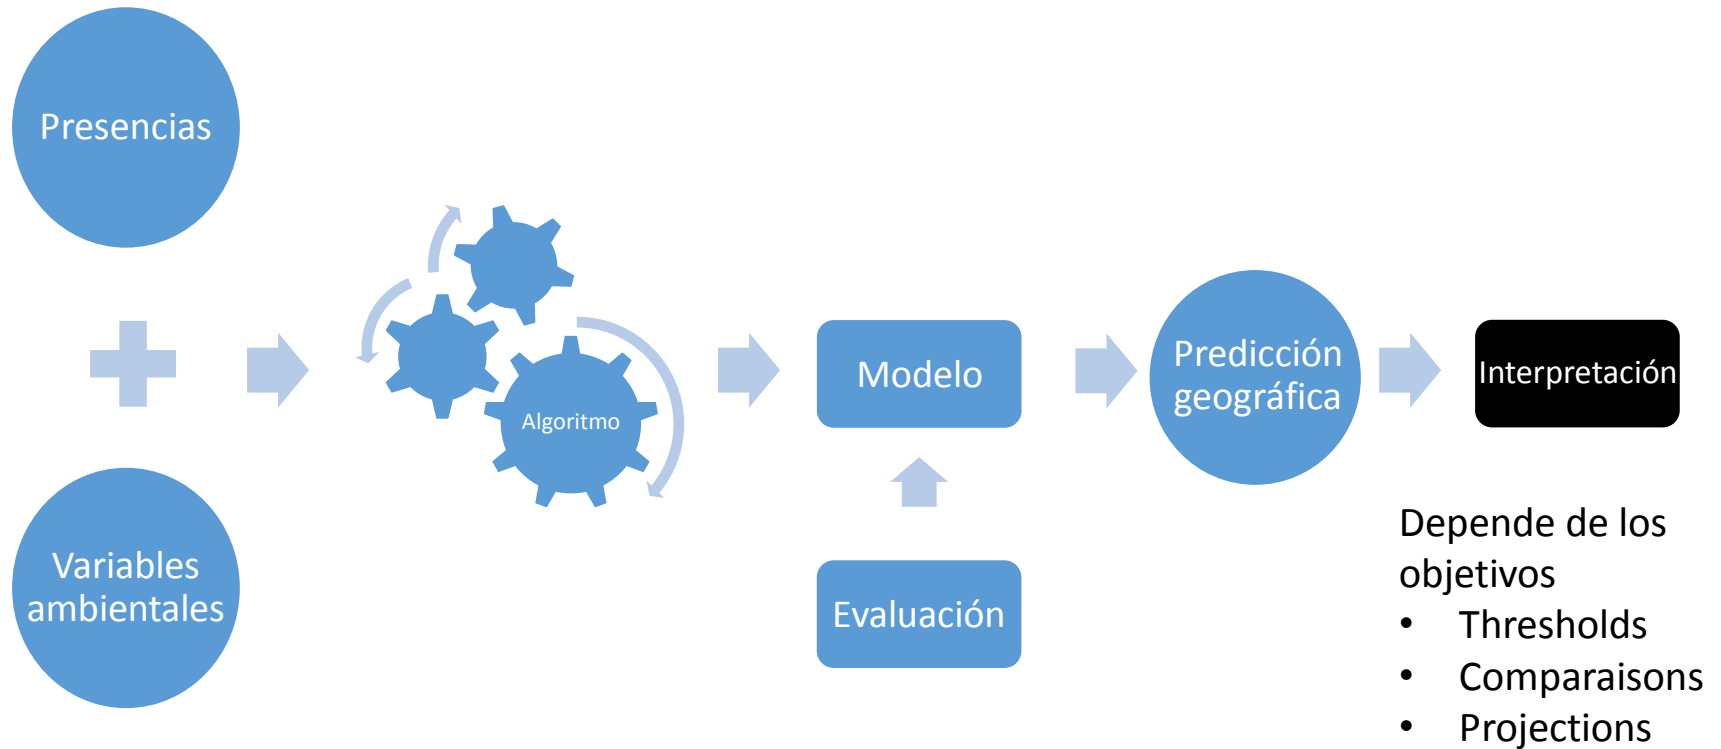 Presencias
Variables
ambientales
Algoritmo
Modelo
Evaluación
Predicción
geográfica
Interpretación
Depende de los
objetivos
• Thresholds
• Comparaisons
• Projections